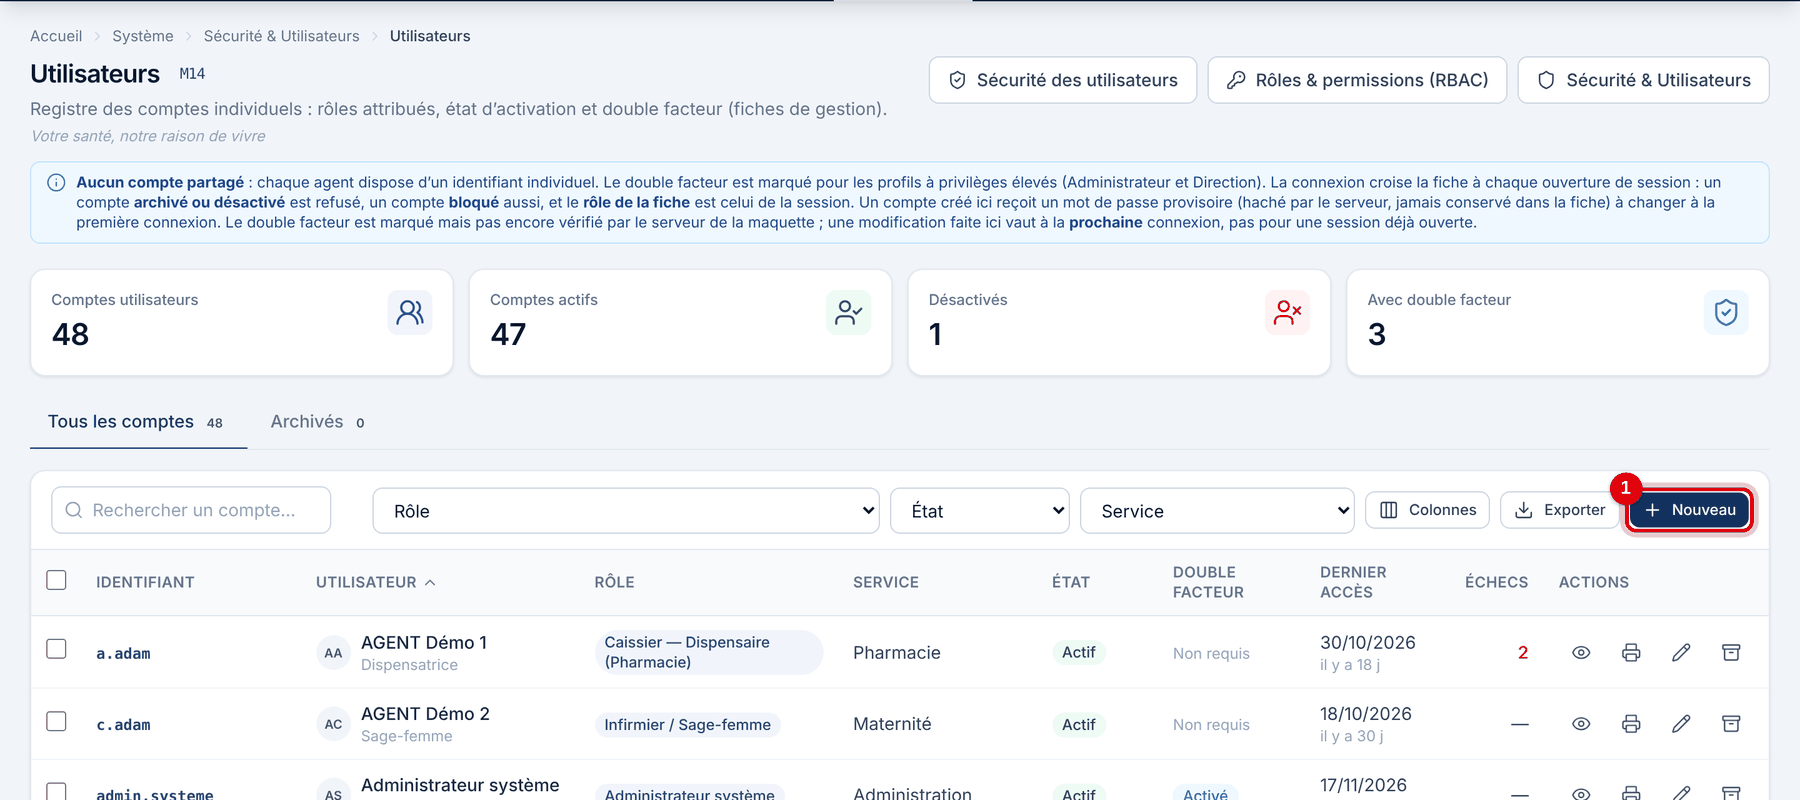 Accueil > Système > Sécurité & Utilisateurs > Utilisateurs
Utilisateurs M14
Sécurité des utilisateurs
Rôles & permissions (RBAC)
Sécurité & Utilisateurs
Registre des comptes individuels : rôles attribués, état d’activation et double facteur (fiches de gestion).
Votre santé, notre raison de vivre
Aucun compte partagé : chaque agent dispose d’un identifiant individuel. Le double facteur est marqué pour les profils à privilèges élevés (Administrateur et Direction). La connexion croise la fiche à chaque ouverture de session : un
compte archivé ou désactivé est refusé, un compte bloqué aussi, et le rôle de la fiche est celui de la session. Un compte créé ici reçoit un mot de passe provisoire (haché par le serveur, jamais conservé dans la fiche) à changer à la
première connexion. Le double facteur est marqué mais pas encore vérifié par le serveur de la maquette ; une modification faite ici vaut à la prochaine connexion, pas pour une session déjà ouverte.
Comptes utilisateurs
48
Comptes actifs
47
Désactivés
1
Avec double facteur
3
Tous les comptes 48
Archivés 0
Rechercher un compte...
Rôle
État
Service
Colonnes
Exporter
1
+ Nouveau
IDENTIFIANT
UTILISATEUR
RÔLE
SERVICE
ÉTAT
DOUBLE
FACTEUR
DERNIER
ACCÈS
ÉCHECS
ACTIONS
a.adam
AA
AGENT Démo 1
Dispensatrice
Caissier — Dispensaire
(Pharmacie)
Pharmacie
Actif
Non requis
30/10/2026
il y a 18 j
2
c.adam
AC
AGENT Démo 2
Sage-femme
Infirmier / Sage-femme
Maternité
Actif
Non requis
18/10/2026
il y a 30 j
—
admin.systeme
AS
Administrateur système
Administrateur système
Administration
Actif
Activé
17/11/2026
—